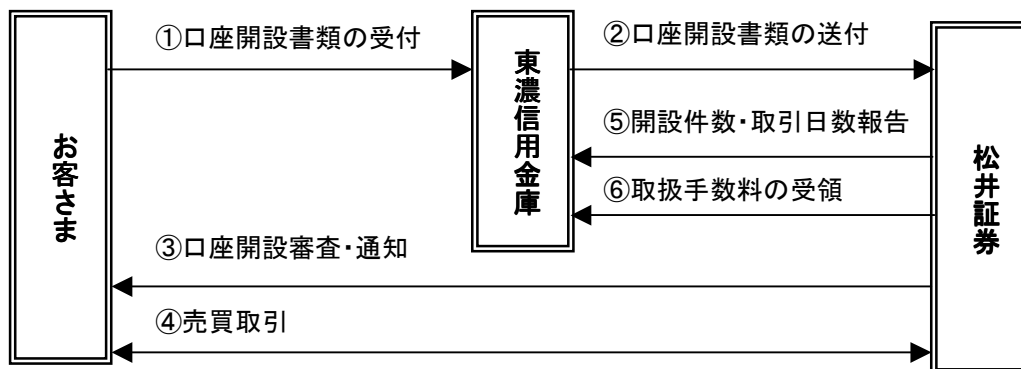 ①口座開設書類の受付
②口座開設書類の送付
お客さま
東濃信用金庫
松井証券
⑤開設件数・取引日数報告
⑥取扱手数料の受領
③口座開設審査・通知
④売買取引